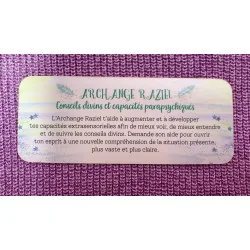 ARCHANGE RAZIEL
Conseils divins et capacités parapsychiques
L'Archange Raziel t'aide à augmenter et à développer
tes capacités extrasensorielles afin de mieux voir, de mieux entendre
et de suivre les conseils divins. Demande son aide pour ouvrir
ton esprit à une nouvelle compréhension de la situation présente,
plus vaste et plus claire.